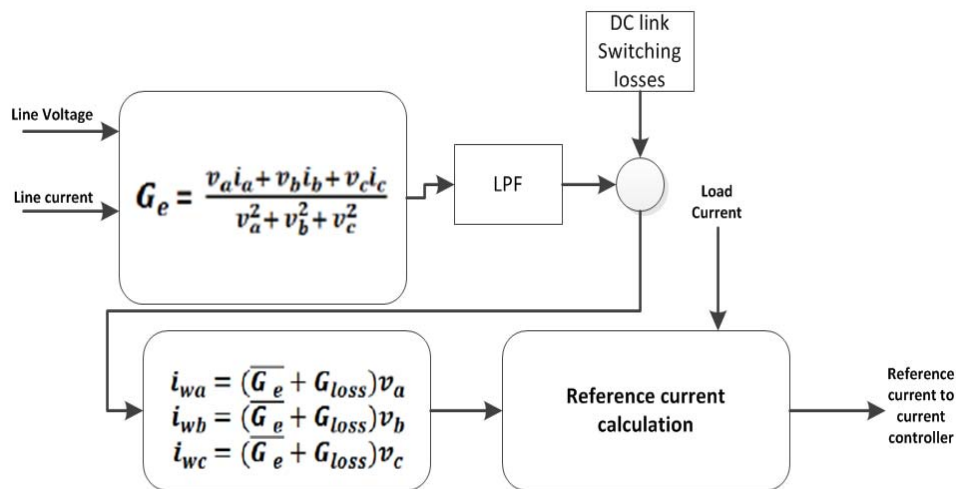 DC link
Switching
losses
Line Voltage
Line current
G_e = (v_a i_a + v_b i_b + v_c i_c) / (v_a^2 + v_b^2 + v_c^2)
LPF
Load
Current
i_wa = (G̅_e + G_loss)v_a
i_wb = (G̅_e + G_loss)v_b
i_wc = (G̅_e + G_loss)v_c
Reference current
calculation
Reference
current to
current
controller